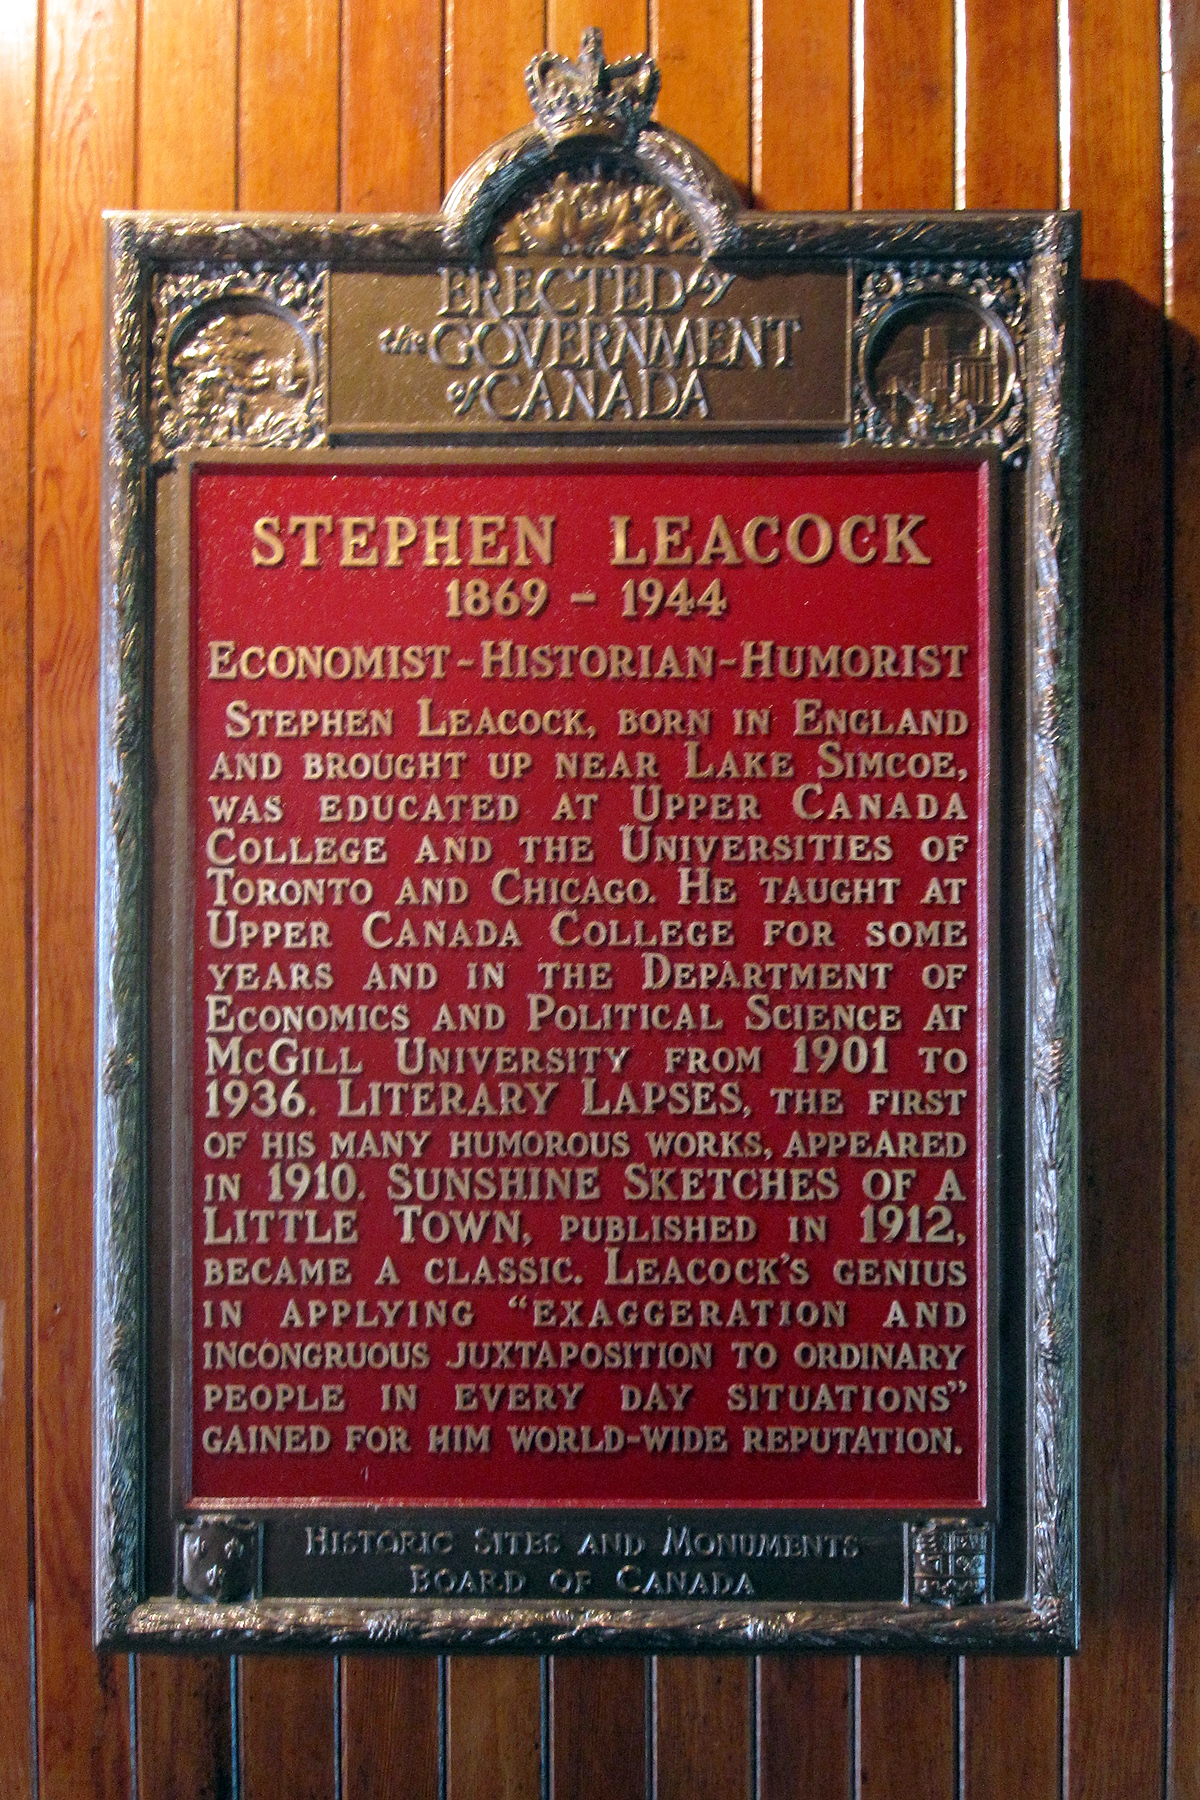 ERECTED by
the GOVERNMENT
of CANADA
STEPHEN LEACOCK
1869 - 1944
ECONOMIST-HISTORIAN-HUMORIST
STEPHEN LEACOCK, BORN IN ENGLAND
AND BROUGHT UP NEAR LAKE SIMCOE,
WAS EDUCATED AT UPPER CANADA
COLLEGE AND THE UNIVERSITIES OF
TORONTO AND CHICAGO. HE TAUGHT AT
UPPER CANADA COLLEGE FOR SOME
YEARS AND IN THE DEPARTMENT OF
ECONOMICS AND POLITICAL SCIENCE AT
MCGILL UNIVERSITY FROM 1901 TO
1936. LITERARY LAPSES, THE FIRST
OF HIS MANY HUMOROUS WORKS, APPEARED
IN 1910. SUNSHINE SKETCHES OF A
LITTLE TOWN, PUBLISHED IN 1912,
BECAME A CLASSIC. LEACOCK'S GENIUS
IN APPLYING "EXAGGERATION AND
INCONGRUOUS JUXTAPOSITION TO ORDINARY
PEOPLE IN EVERY DAY SITUATIONS"
GAINED FOR HIM WORLD-WIDE REPUTATION.
HISTORIC SITES AND MONUMENTS
BOARD OF CANADA